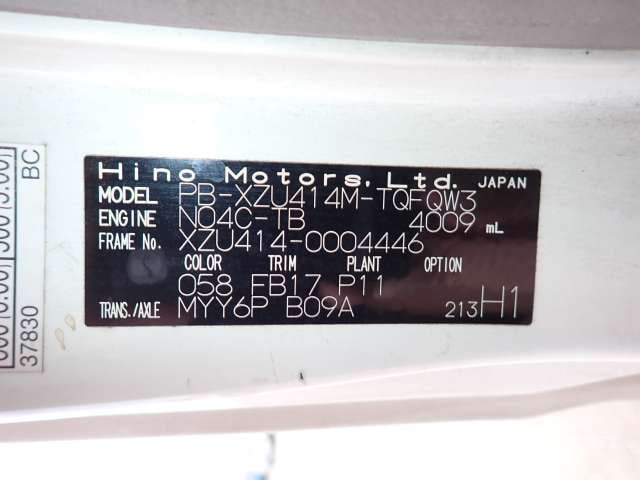 Hino Motors, Ltd. JAPAN
MODEL PB-XZU414M-TQFQW3
ENGINE N04C-TB 4009 mL
FRAME No. XZU414-0004446
COLOR TRIM PLANT OPTION
058 FB17 P11
TRANS./AXLE MYY6P B09A 213H1
BC
37830